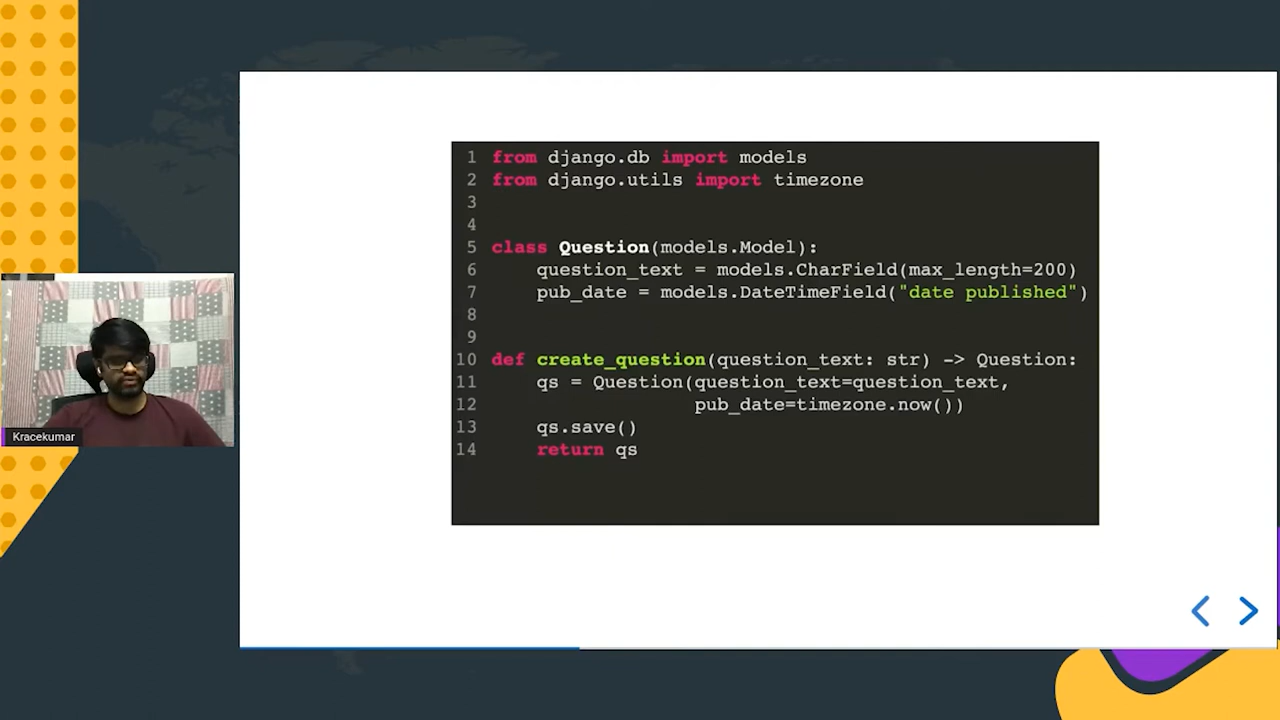 1 from django.db import models
2 from django.utils import timezone
3
4
5 class Question(models.Model):
6     question_text = models.CharField(max_length=200)
7     pub_date = models.DateTimeField("date published")
8
9
10 def create_question(question_text: str) -> Question:
11     qs = Question(question_text=question_text,
12                   pub_date=timezone.now())
13     qs.save()
14     return qs
Kracekumar